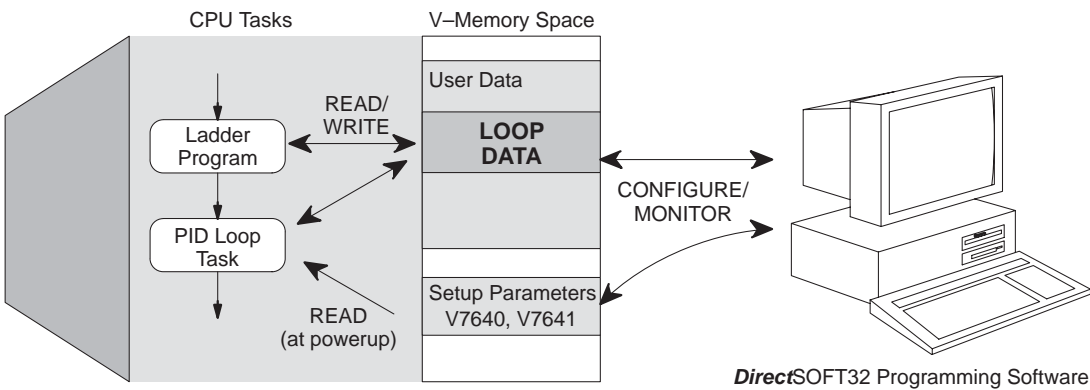 CPU Tasks
V–Memory Space
User Data
READ/
WRITE
Ladder
Program
LOOP
DATA
CONFIGURE/
MONITOR
PID Loop
Task
Setup Parameters
V7640, V7641
READ
(at powerup)
DirectSOFT32 Programming Software